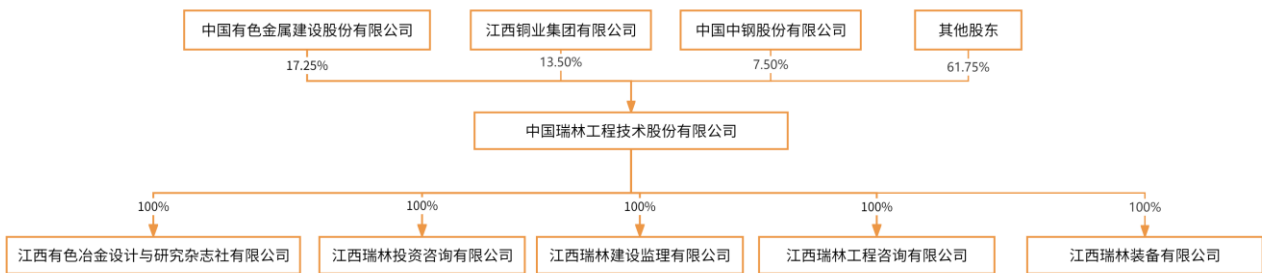 中国有色金属建设股份有限公司
江西铜业集团有限公司
中国中钢股份有限公司
其他股东
17.25%
13.50%
7.50%
61.75%
中国瑞林工程技术股份有限公司
100%
100%
100%
100%
100%
江西有色冶金设计与研究杂志社有限公司
江西瑞林投资咨询有限公司
江西瑞林建设监理有限公司
江西瑞林工程咨询有限公司
江西瑞林装备有限公司